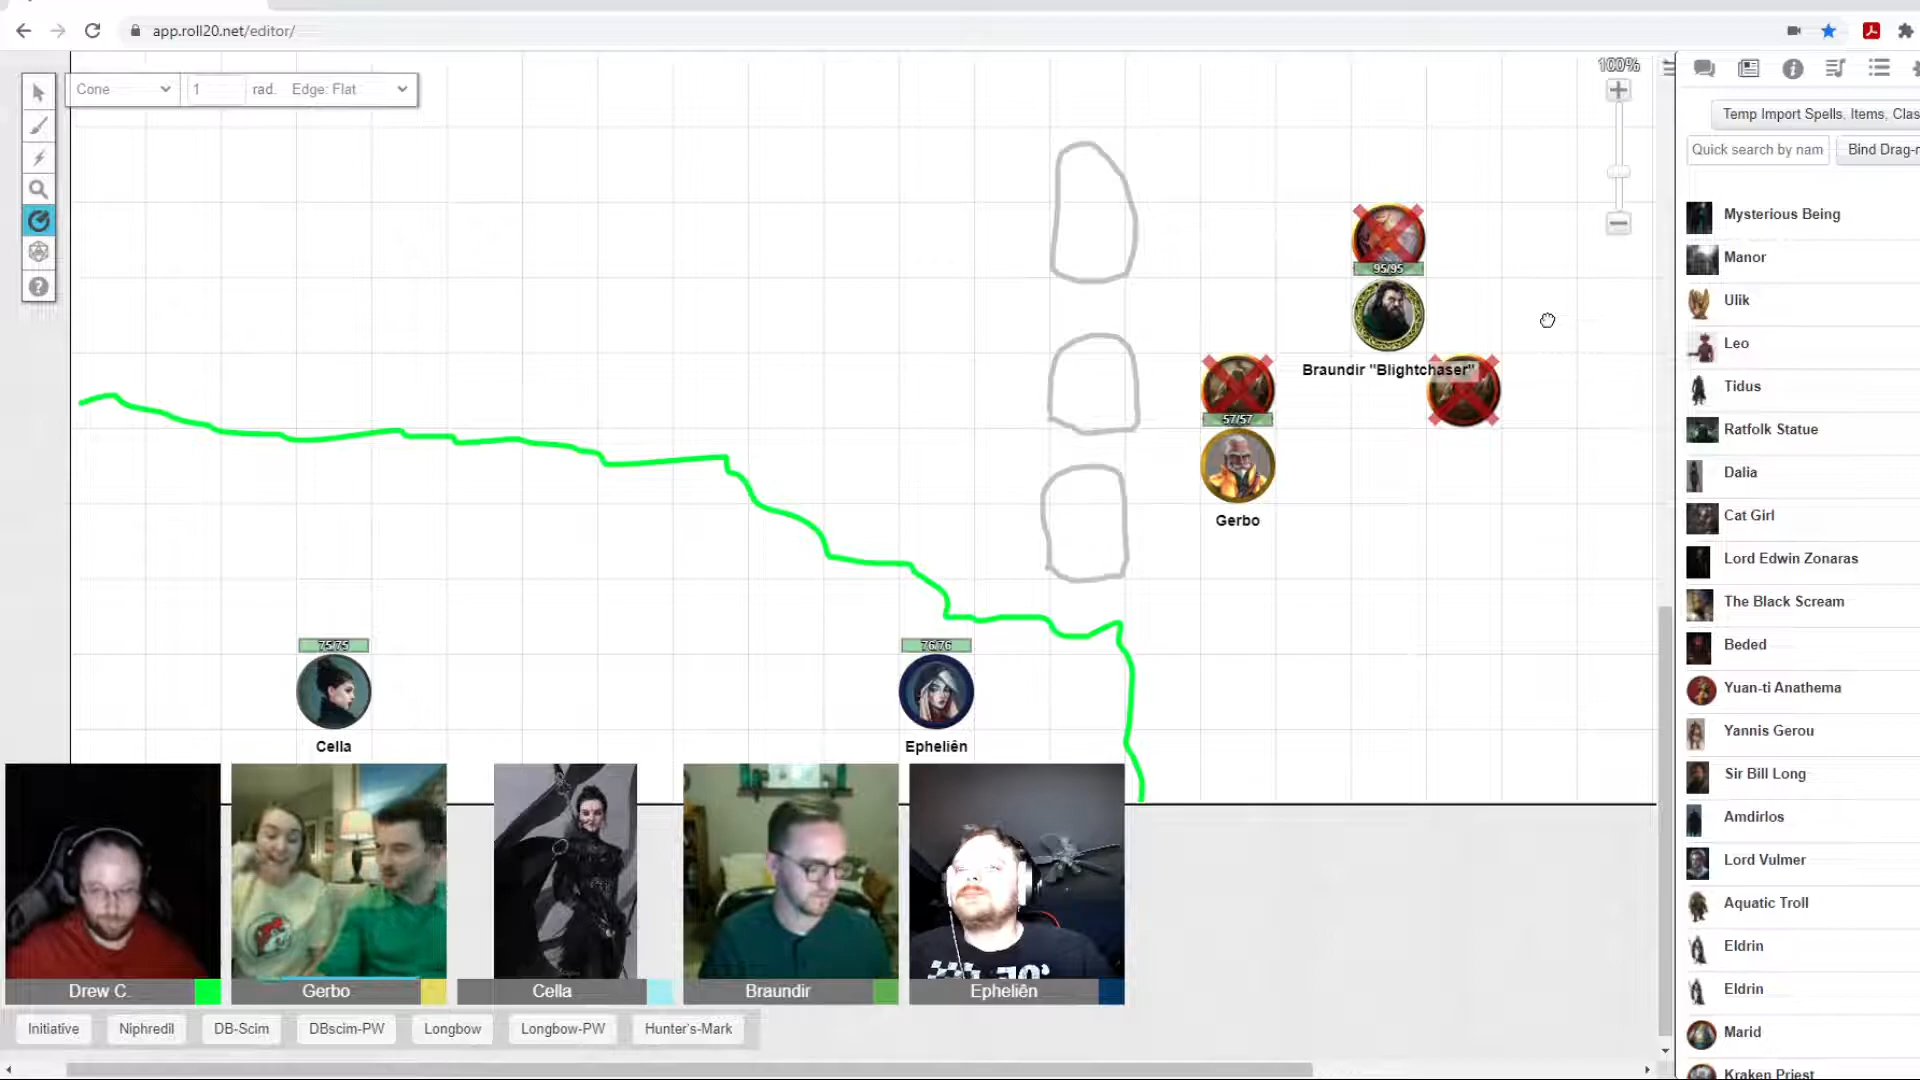 app.roll20.net/editor/
Cone
1
rad.
Edge: Flat
100%
Temp Import Spells, Items, Clas
Quick search by nam
Bind Drag-
Mysterious Being
Manor
Ulik
Leo
Tidus
Ratfolk Statue
Dalia
Cat Girl
Lord Edwin Zonaras
The Black Scream
Beded
Yuan-ti Anathema
Yannis Gerou
Sir Bill Long
Amdirlos
Lord Vulmer
Aquatic Troll
Eldrin
Eldrin
Marid
Kraken Priest
95/95
Braundir "Blightchaser"
57/57
Gerbo
75/75
Cella
76/76
Epheliên
Drew C.
Gerbo
Cella
Braundir
Epheliên
Initiative
Niphredil
DB-Scim
DBscim-PW
Longbow
Longbow-PW
Hunter's-Mark